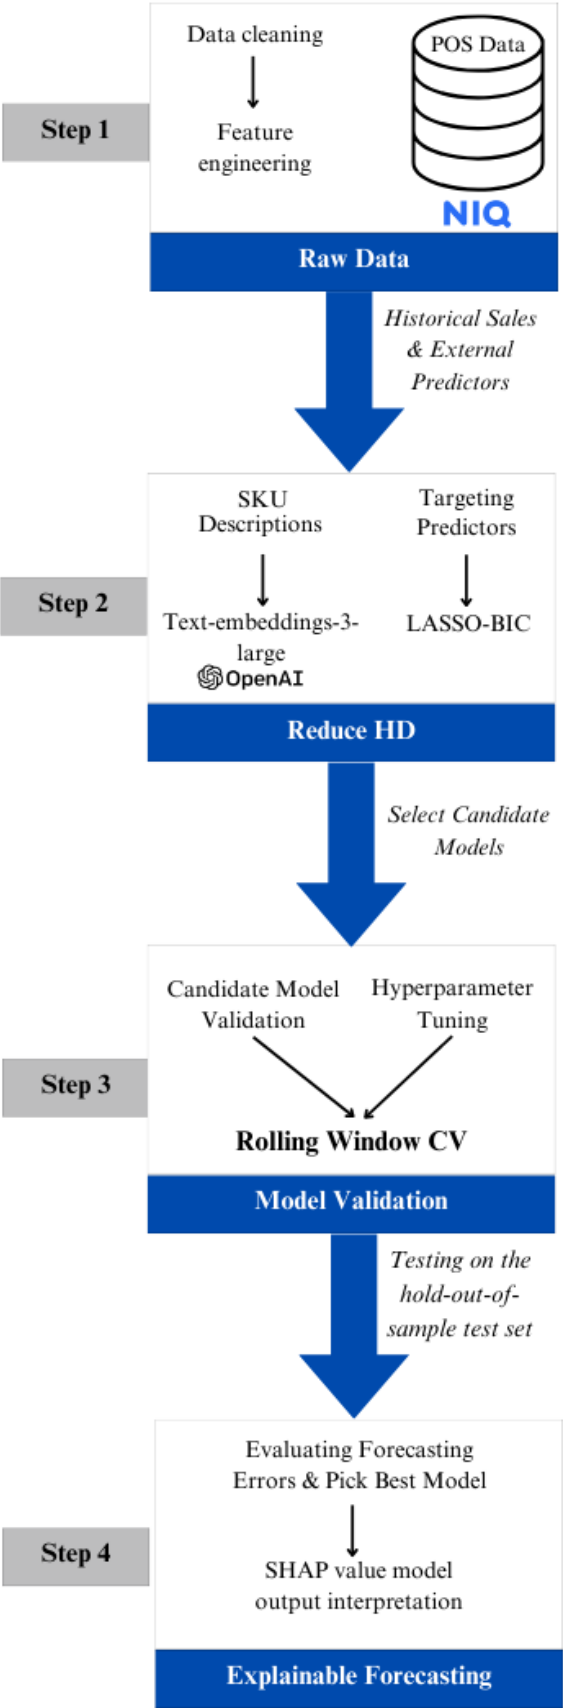 Data cleaning
POS Data
Step 1
Feature
engineering
NIQ
Raw Data
Historical Sales
& External
Predictors
SKU
Descriptions
Targeting
Predictors
Step 2
Text-embeddings-3-
large
OpenAI
LASSO-BIC
Reduce HD
Select Candidate
Models
Candidate Model
Validation
Hyperparameter
Tuning
Step 3
Rolling Window CV
Model Validation
Testing on the
hold-out-of-
sample test set
Evaluating Forecasting
Errors & Pick Best Model
Step 4
SHAP value model
output interpretation
Explainable Forecasting